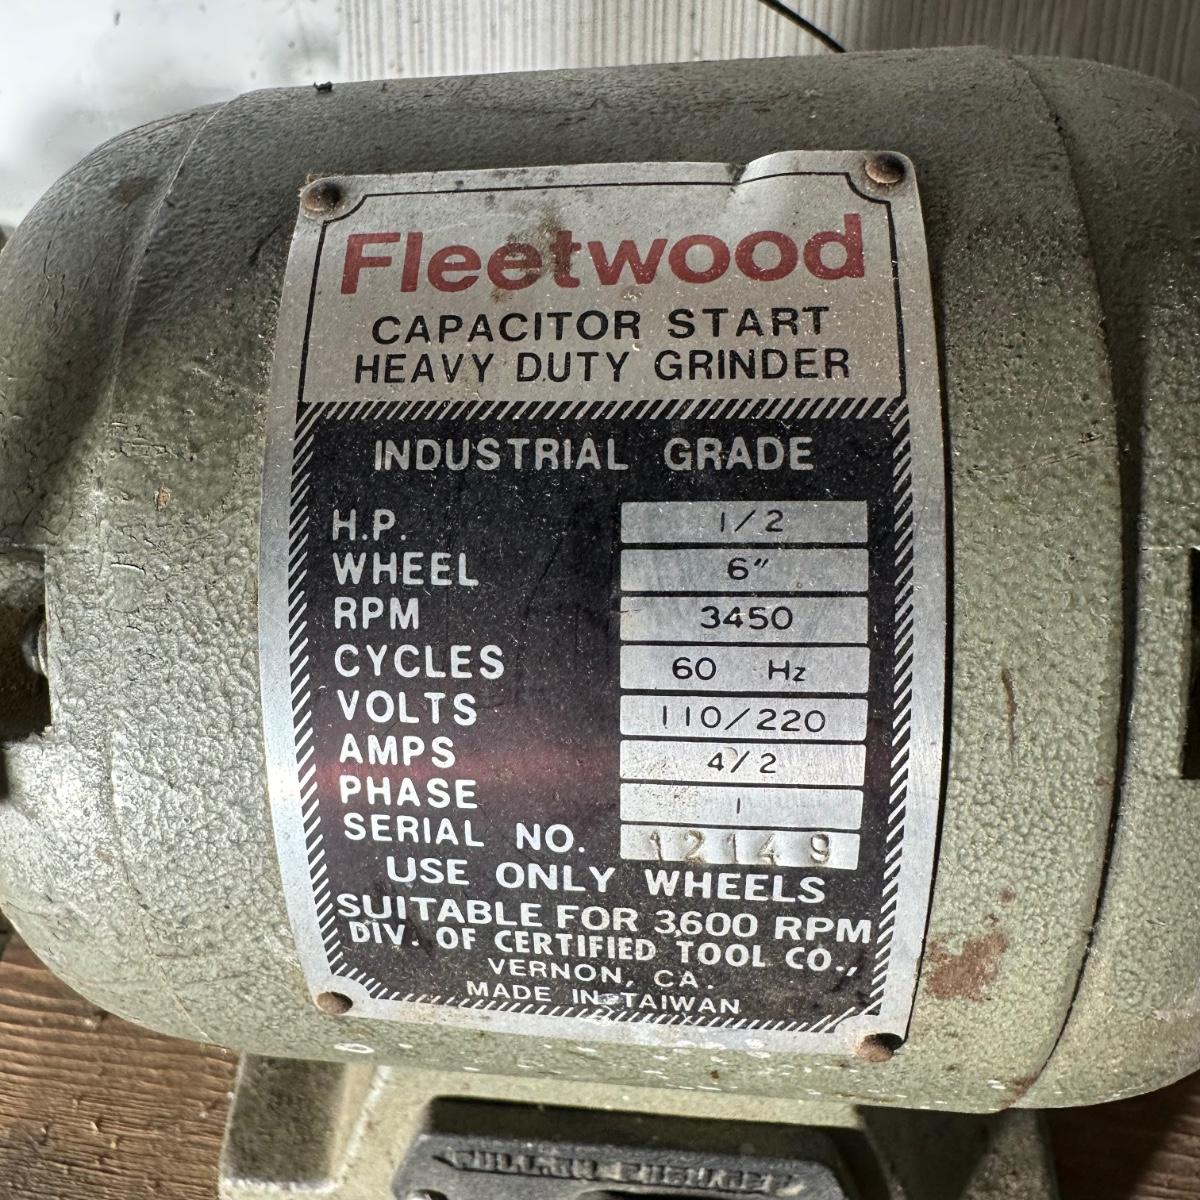 Fleetwood
CAPACITOR START
HEAVY DUTY GRINDER
INDUSTRIAL GRADE
H.P. 1/2
WHEEL 6"
RPM 3450
CYCLES 60 Hz
VOLTS 110/220
AMPS 4/2
PHASE 1
SERIAL NO. 12149
USE ONLY WHEELS
SUITABLE FOR 3,600 RPM
DIV. OF CERTIFIED TOOL CO.,
VERNON, CA.
MADE IN TAIWAN